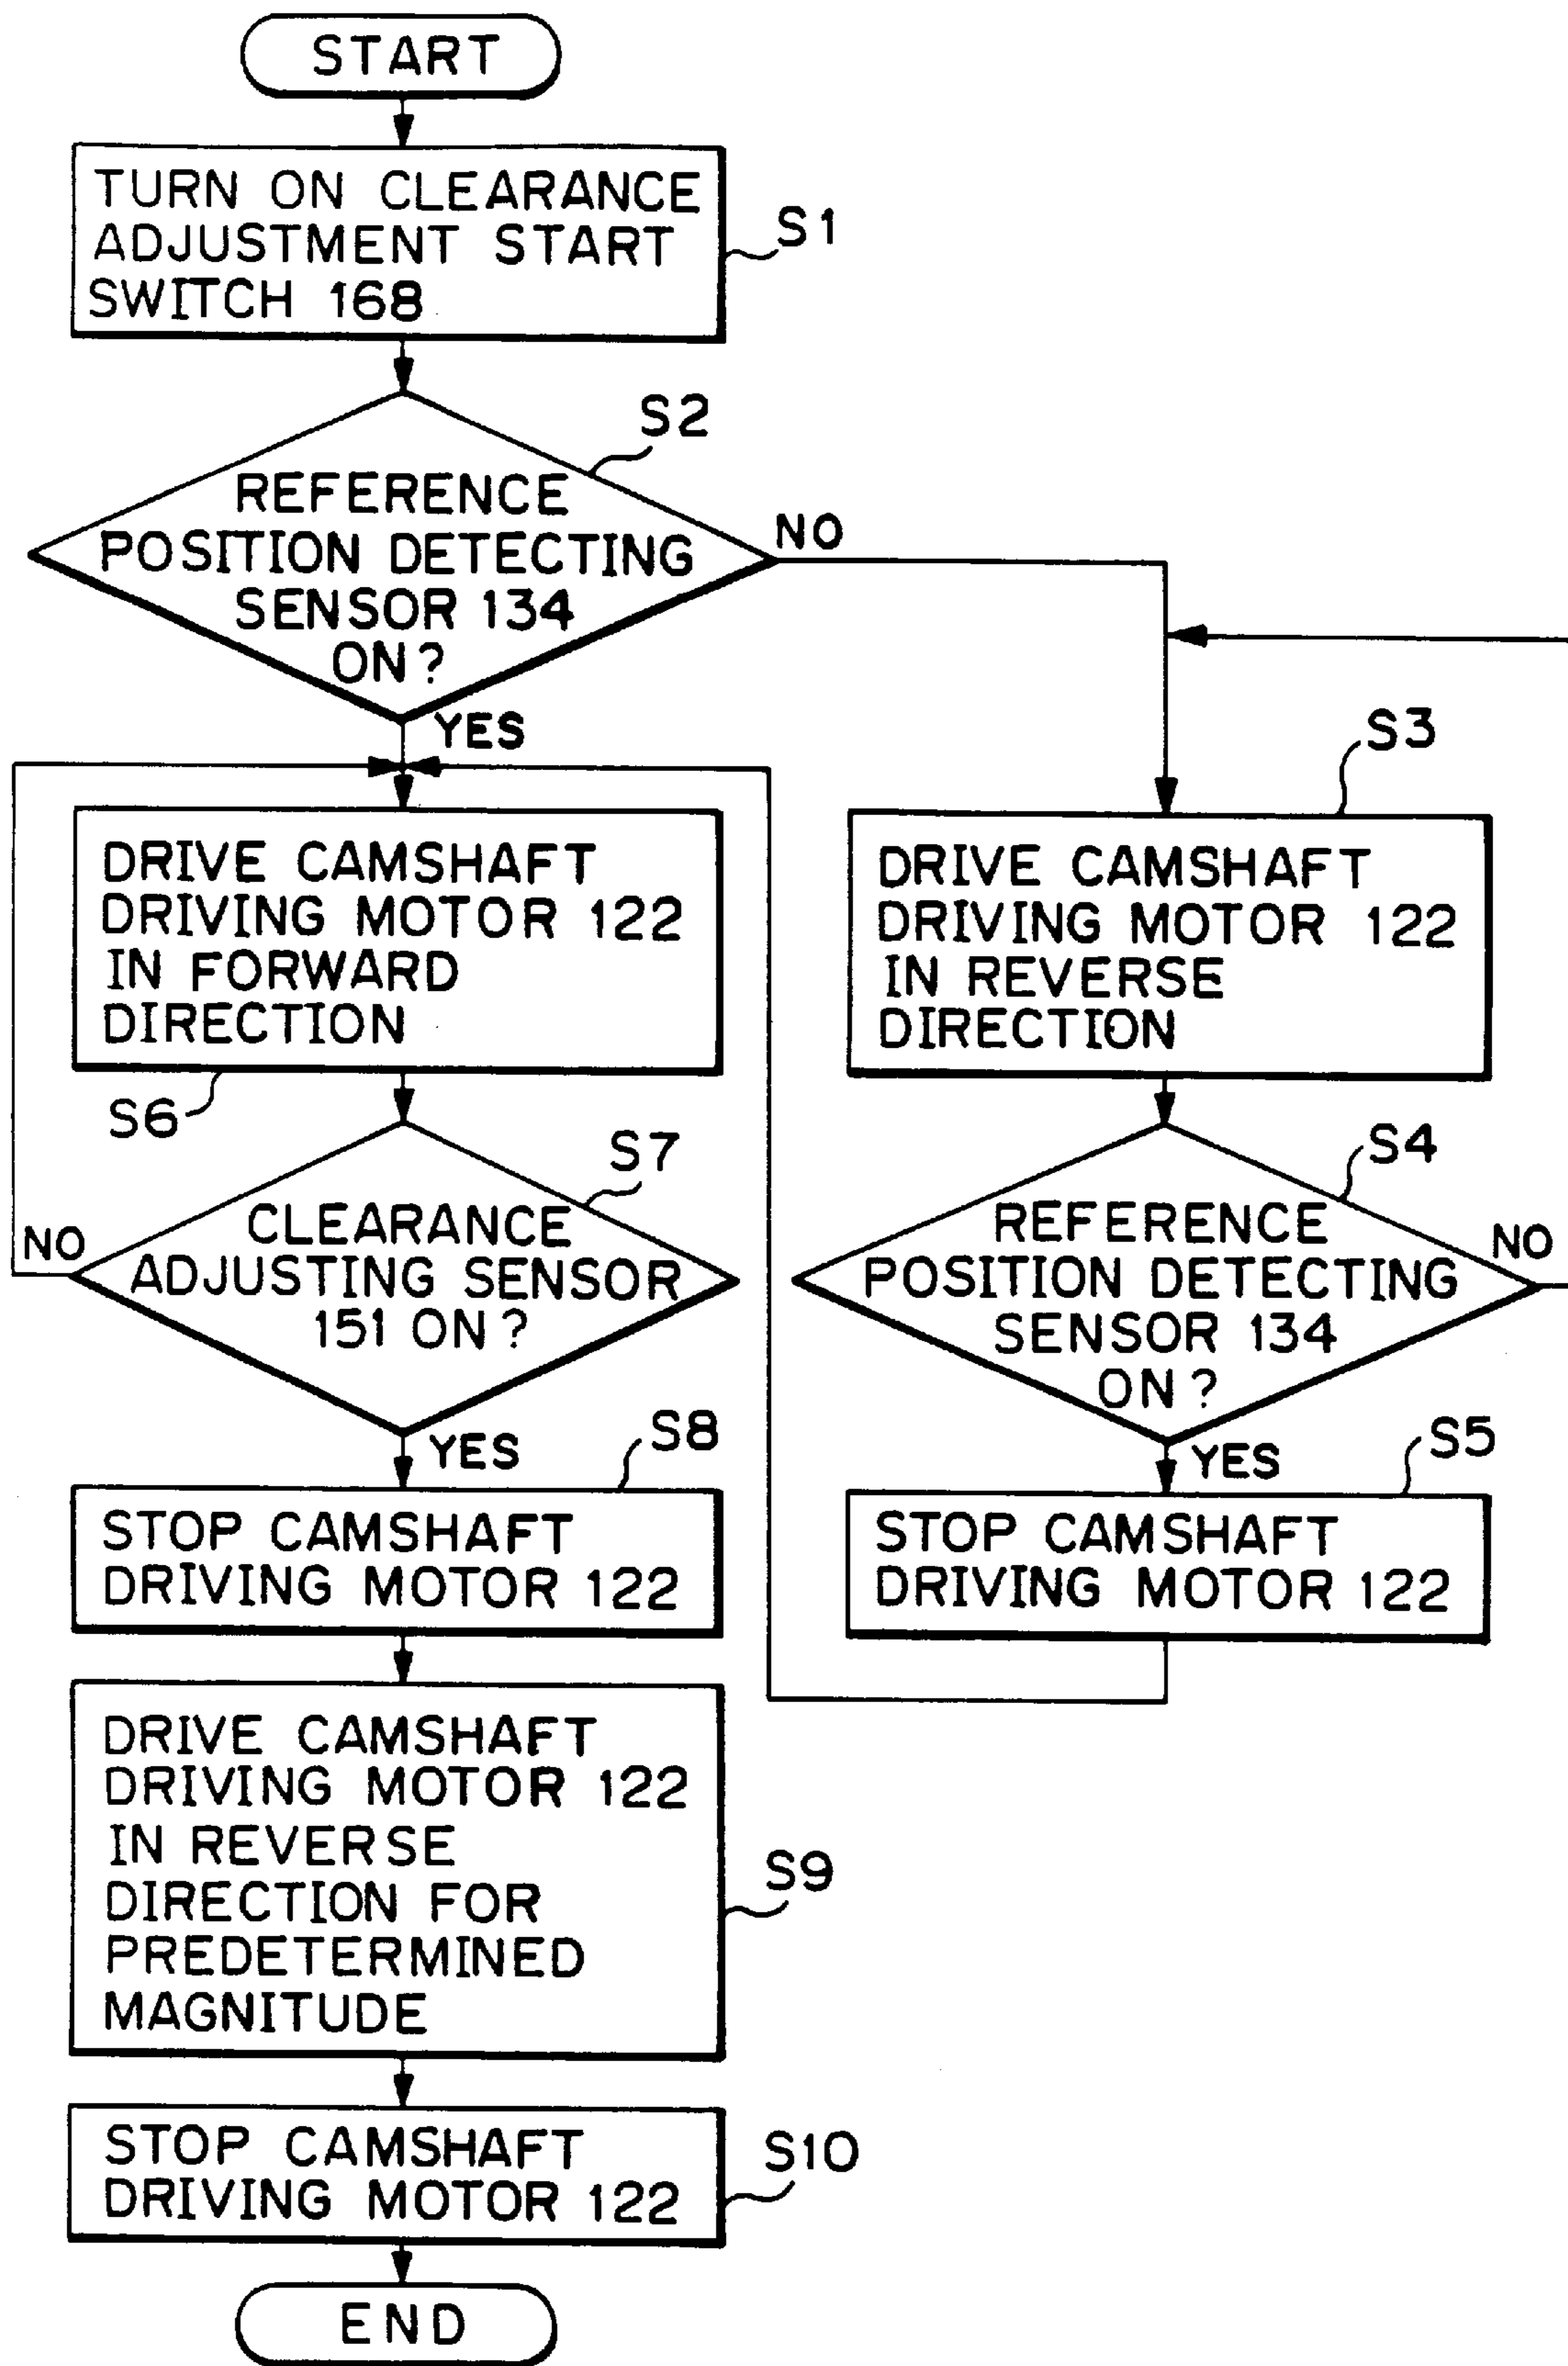 START
TURN ON CLEARANCE
ADJUSTMENT START
SWITCH 168
S1
S2
REFERENCE
POSITION DETECTING
SENSOR 134
ON?
NO
YES
S3
DRIVE CAMSHAFT
DRIVING MOTOR 122
IN FORWARD
DIRECTION
S6
DRIVE CAMSHAFT
DRIVING MOTOR 122
IN REVERSE
DIRECTION
S7
CLEARANCE
ADJUSTING SENSOR
151 ON?
NO
YES
S4
REFERENCE
POSITION DETECTING
SENSOR 134
ON?
NO
YES
S8
STOP CAMSHAFT
DRIVING MOTOR 122
S5
STOP CAMSHAFT
DRIVING MOTOR 122
DRIVE CAMSHAFT
DRIVING MOTOR 122
IN REVERSE
DIRECTION FOR
PREDETERMINED
MAGNITUDE
S9
STOP CAMSHAFT
DRIVING MOTOR 122
S10
END